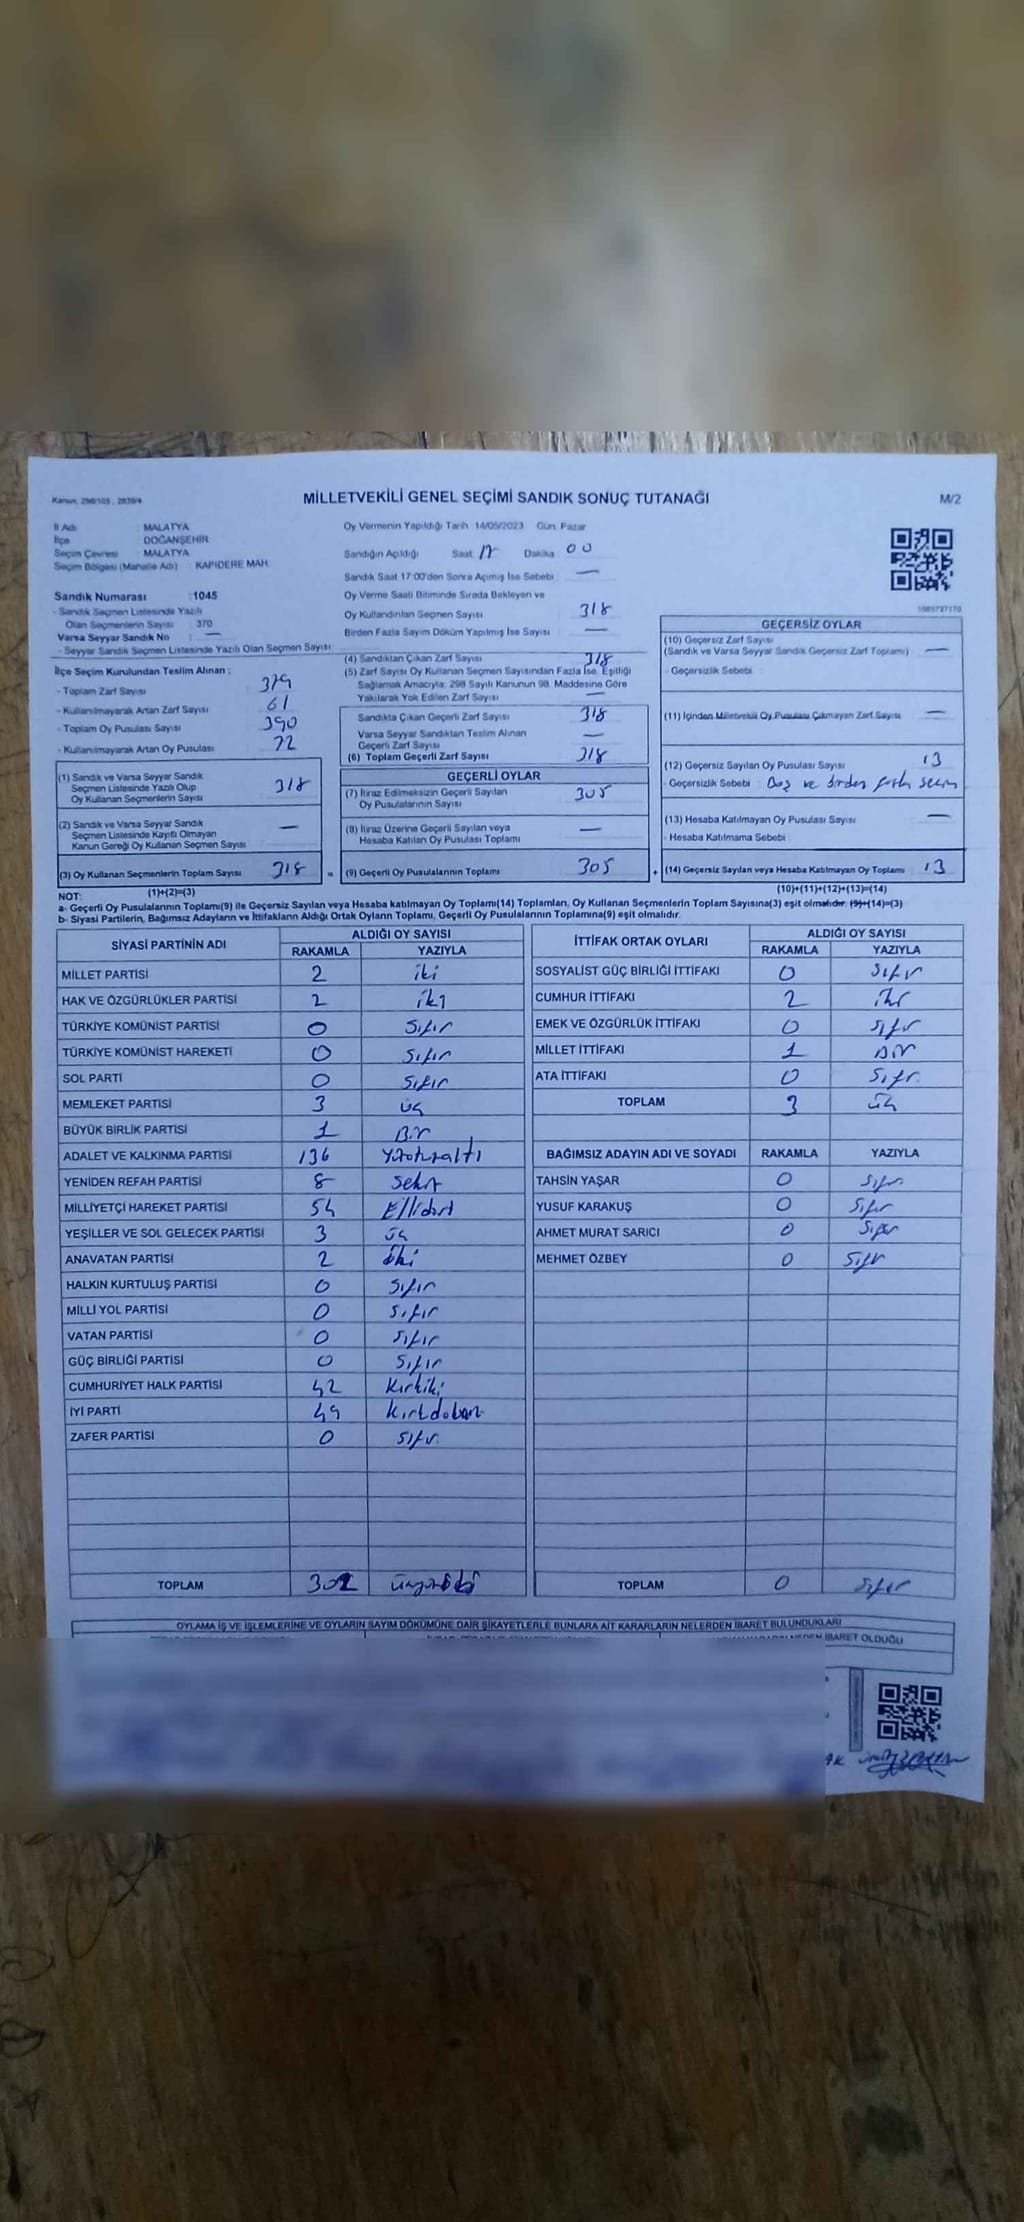 Kanun: 298/105 , 2839/4
MİLLETVEKİLİ GENEL SEÇİMİ SANDIK SONUÇ TUTANAĞI
M/2
İl Adı : MALATYA
İlçe : DOĞANŞEHİR
Seçim Çevresi : MALATYA
Seçim Bölgesi (Mahalle Adı) : KAPIDERE MAH.
Sandık Numarası : 1045
- Sandık Seçmen Listesinde Yazılı
Olan Seçmenlerin Sayısı : 370
Varsa Seyyar Sandık No : —
- Seyyar Sandık Seçmen Listesinde Yazılı Olan Seçmen Sayısı
Oy Vermenin Yapıldığı Tarih : 14/05/2023 Gün: Pazar
Sandığın Açıldığı Saat 17 Dakika 00
Sandık Saat 17:00'den Sonra Açılmış İse Sebebi —
Oy Verme Saati Bitiminde Sırada Bekleyen ve
Oy Kullandırılan Seçmen Sayısı 318
Birden Fazla Sayım Döküm Yapılmış İse Sayısı —
İlçe Seçim Kurulundan Teslim Alınan :
- Toplam Zarf Sayısı 379
- Kullanılmayarak Artan Zarf Sayısı 61
- Toplam Oy Pusulası Sayısı 390
- Kullanılmayarak Artan Oy Pusulası 72
(4) Sandıktan Çıkan Zarf Sayısı 318
(5) Zarf Sayısı Oy Kullanan Seçmen Sayısından Fazla İse, Eşitliği
Sağlamak Amacıyla, 298 Sayılı Kanunun 98. Maddesine Göre
Yakılarak Yok Edilen Zarf Sayısı —
Sandıkta Çıkan Geçerli Zarf Sayısı 318
Varsa Seyyar Sandıktan Teslim Alınan
Geçerli Zarf Sayısı —
(6) Toplam Geçerli Zarf Sayısı 318
1085727170
GEÇERSİZ OYLAR
(10) Geçersiz Zarf Sayısı
(Sandık ve Varsa Seyyar Sandık Geçersiz Zarf Toplamı) —
- Geçersizlik Sebebi :
(11) İçinden Milletvekili Oy Pusulası Çıkmayan Zarf Sayısı —
(12) Geçersiz Sayılan Oy Pusulası Sayısı 13
- Geçersizlik Sebebi : Boş ve birden fazla seçim
(13) Hesaba Katılmayan Oy Pusulası Sayısı —
- Hesaba Katılmama Sebebi :
(14) Geçersiz Sayılan veya Hesaba Katılmayan Oy Toplamı 13
(10)+(11)+(12)+(13)=(14)
(1) Sandık ve Varsa Seyyar Sandık
Seçmen Listesinde Yazılı Olup
Oy Kullanan Seçmenlerin Sayısı 318
(2) Sandık ve Varsa Seyyar Sandık
Seçmen Listesinde Kayıtlı Olmayan
Kanun Gereği Oy Kullanan Seçmen Sayısı —
(3) Oy Kullanan Seçmenlerin Toplam Sayısı 318 =
(1)+(2)=(3)
GEÇERLİ OYLAR
(7) İtiraz Edilmeksizin Geçerli Sayılan
Oy Pusulalarının Sayısı 305
(8) İtiraz Üzerine Geçerli Sayılan veya
Hesaba Katılan Oy Pusulası Toplamı —
(9) Geçerli Oy Pusulalarının Toplamı 305 +
NOT:
a- Geçerli Oy Pusulalarının Toplamı(9) ile Geçersiz Sayılan veya Hesaba katılmayan Oy Toplamı(14) Toplamları, Oy Kullanan Seçmenlerin Toplam Sayısına(3) eşit olmalıdır. (9)+(14)=(3)
b- Siyasi Partilerin, Bağımsız Adayların ve İttifakların Aldığı Ortak Oyların Toplamı, Geçerli Oy Pusulalarının Toplamına(9) eşit olmalıdır.
SİYASİ PARTİNİN ADI ALDIĞI OY SAYISI
RAKAMLA YAZIYLA
MİLLET PARTİSİ 2 iki
HAK VE ÖZGÜRLÜKLER PARTİSİ 2 iki
TÜRKİYE KOMÜNİST PARTİSİ 0 Sıfır
TÜRKİYE KOMÜNİST HAREKETİ 0 Sıfır
SOL PARTİ 0 Sıfır
MEMLEKET PARTİSİ 3 üç
BÜYÜK BİRLİK PARTİSİ 1 Bir
ADALET VE KALKINMA PARTİSİ 136 Yüzotuzaltı
YENİDEN REFAH PARTİSİ 8 Sekiz
MİLLİYETÇİ HAREKET PARTİSİ 54 Ellidört
YEŞİLLER VE SOL GELECEK PARTİSİ 3 üç
ANAVATAN PARTİSİ 2 iki
HALKIN KURTULUŞ PARTİSİ 0 Sıfır
MİLLİ YOL PARTİSİ 0 Sıfır
VATAN PARTİSİ 0 Sıfır
GÜÇ BİRLİĞİ PARTİSİ 0 Sıfır
CUMHURİYET HALK PARTİSİ 42 Kırkiki
İYİ PARTİ 49 Kırkdokuz
ZAFER PARTİSİ 0 Sıfır
TOPLAM 302 üçyüziki
İTTİFAK ORTAK OYLARI ALDIĞI OY SAYISI
RAKAMLA YAZIYLA
SOSYALİST GÜÇ BİRLİĞİ İTTİFAKI 0 Sıfır
CUMHUR İTTİFAKI 2 iki
EMEK VE ÖZGÜRLÜK İTTİFAKI 0 Sıfır
MİLLET İTTİFAKI 1 Bir
ATA İTTİFAKI 0 Sıfır
TOPLAM 3 üç
BAĞIMSIZ ADAYIN ADI VE SOYADI RAKAMLA YAZIYLA
TAHSİN YAŞAR 0 Sıfır
YUSUF KARAKUŞ 0 Sıfır
AHMET MURAT SARICI 0 Sıfır
MEHMET ÖZBEY 0 Sıfır
TOPLAM 0 Sıfır
OYLAMA İŞ VE İŞLEMLERİNE VE OYLARIN SAYIM DÖKÜMÜNE DAİR ŞİKAYETLERLE BUNLARA AİT KARARLARIN NELERDEN İBARET BULUNDUKLARI
İBARET OLDUĞU